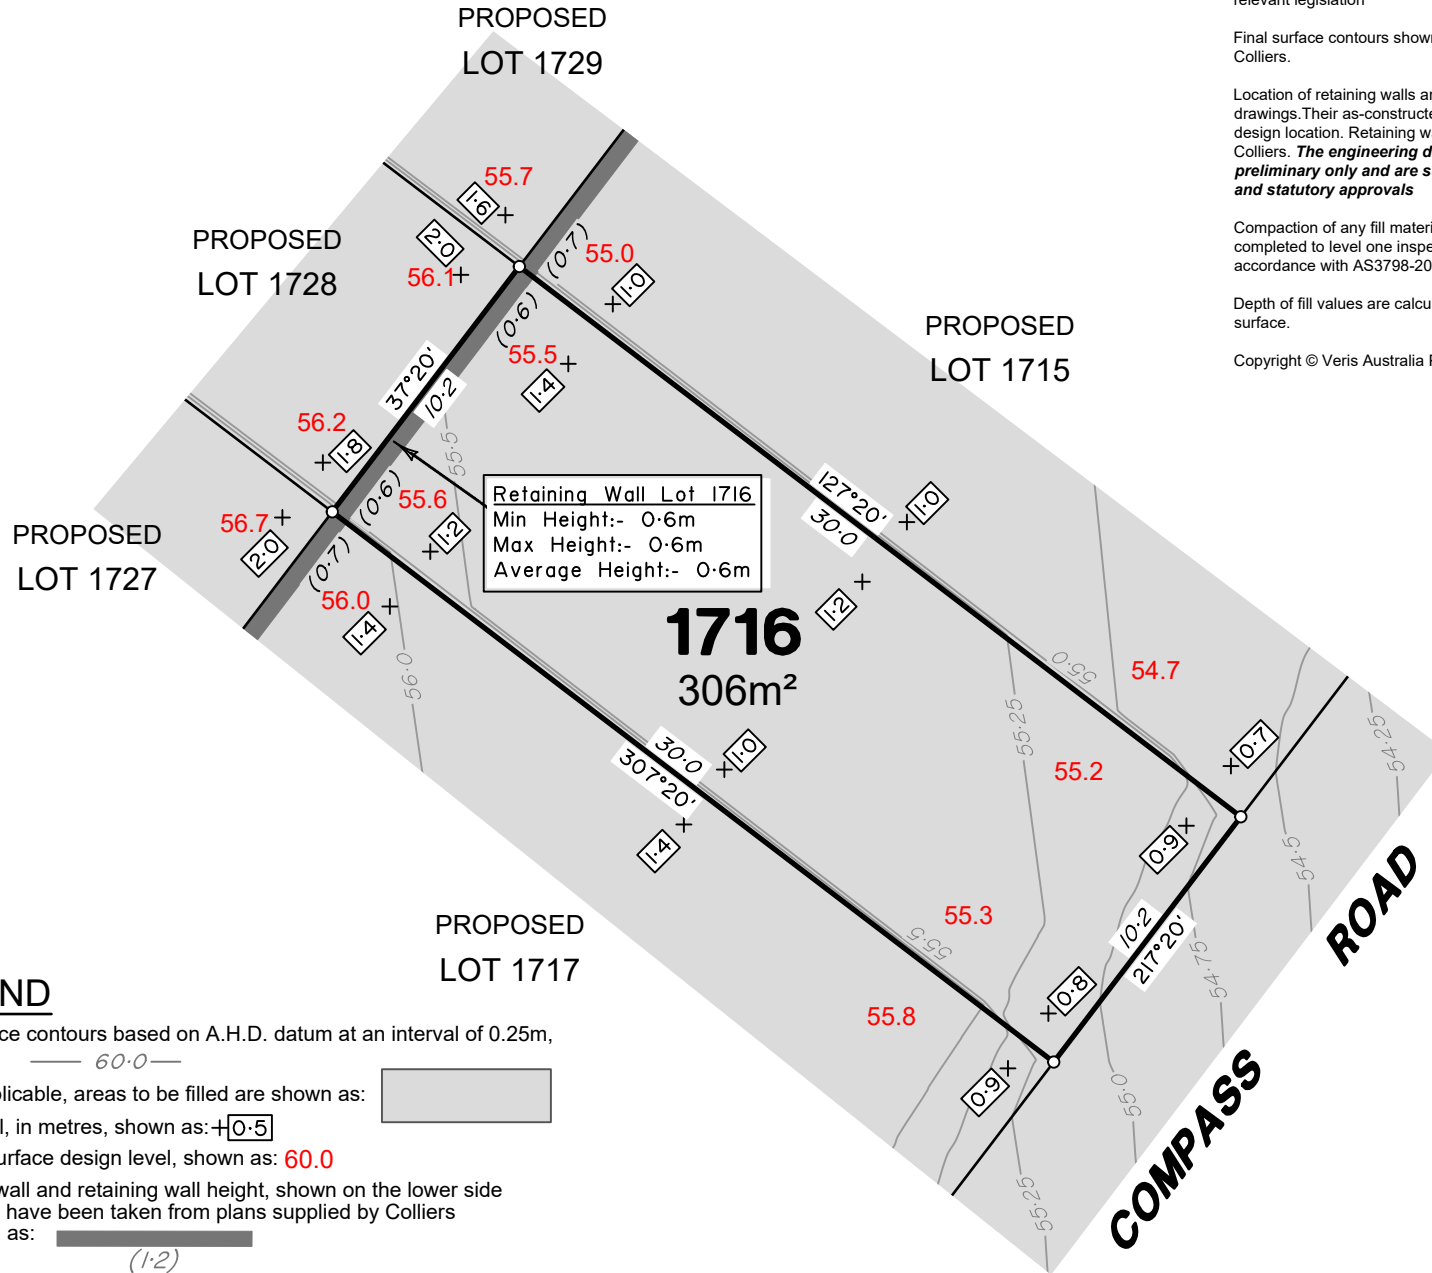 relevant legislation
Final surface contours shown
Colliers.
Location of retaining walls
drawings.Their as-constructe
design location. Retaining
Colliers. The engineering
preliminary only and are
and statutory approvals
Compaction of any fill
completed to level one
accordance with
Depth of fill values are
surface.
Copyright © Veris Australia
PROPOSED
LOT 1729
PROPOSED
LOT 1728
PROPOSED
LOT 1727
PROPOSED
LOT 1715
PROPOSED
LOT 1717
55.7
1·6
2·0
56.1
(0·7)
55.0
1·0
(0·6)
55.5
1·4
37°20'
10·2
56.2
1·8
55·5
(0·6)
55.6
1·2
56.7
2·0
(0·7)
56.0
1·4
56·0
Retaining Wall Lot 1716
Min Height:- 0·6m
Max Height:- 0·6m
Average Height:- 0·6m
127°20'
30·0
1·0
1·2
1716
306m²
55·0
54.7
55·25
55.2
0·7
54·25
30·0
307°20'
1·0
1·4
0·9
54·5
55.3
55·5
10·2
217°20'
54·75
0·8
55.8
0·9
55·0
55·25
COMPASS ROAD
ND
ce contours based on A.H.D. datum at an interval of 0.25m,
60·0
plicable, areas to be filled are shown as:
l, in metres, shown as: 0·5
urface design level, shown as: 60.0
wall and retaining wall height, shown on the lower side
have been taken from plans supplied by Colliers
as:
(1·2)